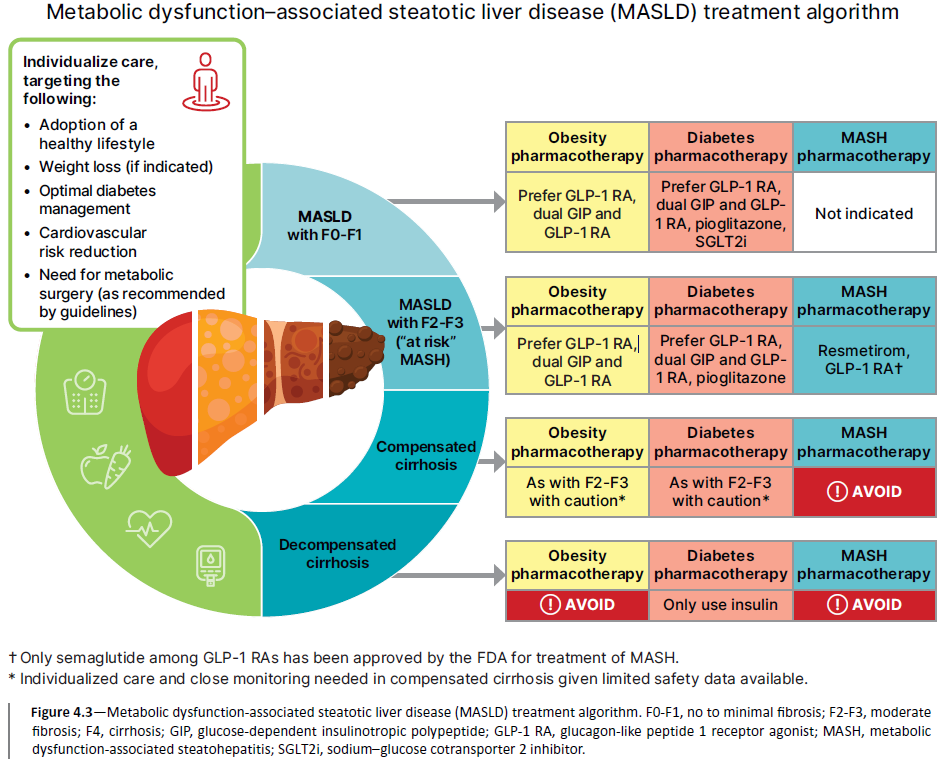 Metabolic dysfunction–associated steatotic liver disease (MASLD) treatment algorithm
Individualize care,
targeting the
following:
• Adoption of a
healthy lifestyle
• Weight loss (if indicated)
• Optimal diabetes
management
• Cardiovascular
risk reduction
• Need for metabolic
surgery (as recommended
by guidelines)
MASLD
with F0-F1
Obesity
pharmacotherapy
Diabetes
pharmacotherapy
MASH
pharmacotherapy
Prefer GLP-1 RA,
dual GIP and
GLP-1 RA
Prefer GLP-1 RA,
dual GIP and GLP-
1 RA, pioglitazone,
SGLT2i
Not indicated
MASLD
with F2-F3
("at risk"
MASH)
Obesity
pharmacotherapy
Diabetes
pharmacotherapy
MASH
pharmacotherapy
Prefer GLP-1 RA,
dual GIP and
GLP-1 RA
Prefer GLP-1 RA,
dual GIP and GLP-
1 RA, pioglitazone
Resmetirom,
GLP-1 RA†
Compensated
cirrhosis
Obesity
pharmacotherapy
Diabetes
pharmacotherapy
MASH
pharmacotherapy
As with F2-F3
with caution*
As with F2-F3
with caution*
! AVOID
Decompensated
cirrhosis
Obesity
pharmacotherapy
Diabetes
pharmacotherapy
MASH
pharmacotherapy
! AVOID
Only use insulin
! AVOID
† Only semaglutide among GLP-1 RAs has been approved by the FDA for treatment of MASH.
* Individualized care and close monitoring needed in compensated cirrhosis given limited safety data available.
Figure 4.3—Metabolic dysfunction-associated steatotic liver disease (MASLD) treatment algorithm. F0-F1, no to minimal fibrosis; F2-F3, moderate
fibrosis; F4, cirrhosis; GIP, glucose-dependent insulinotropic polypeptide; GLP-1 RA, glucagon-like peptide 1 receptor agonist; MASH, metabolic
dysfunction-associated steatohepatitis; SGLT2i, sodium–glucose cotransporter 2 inhibitor.